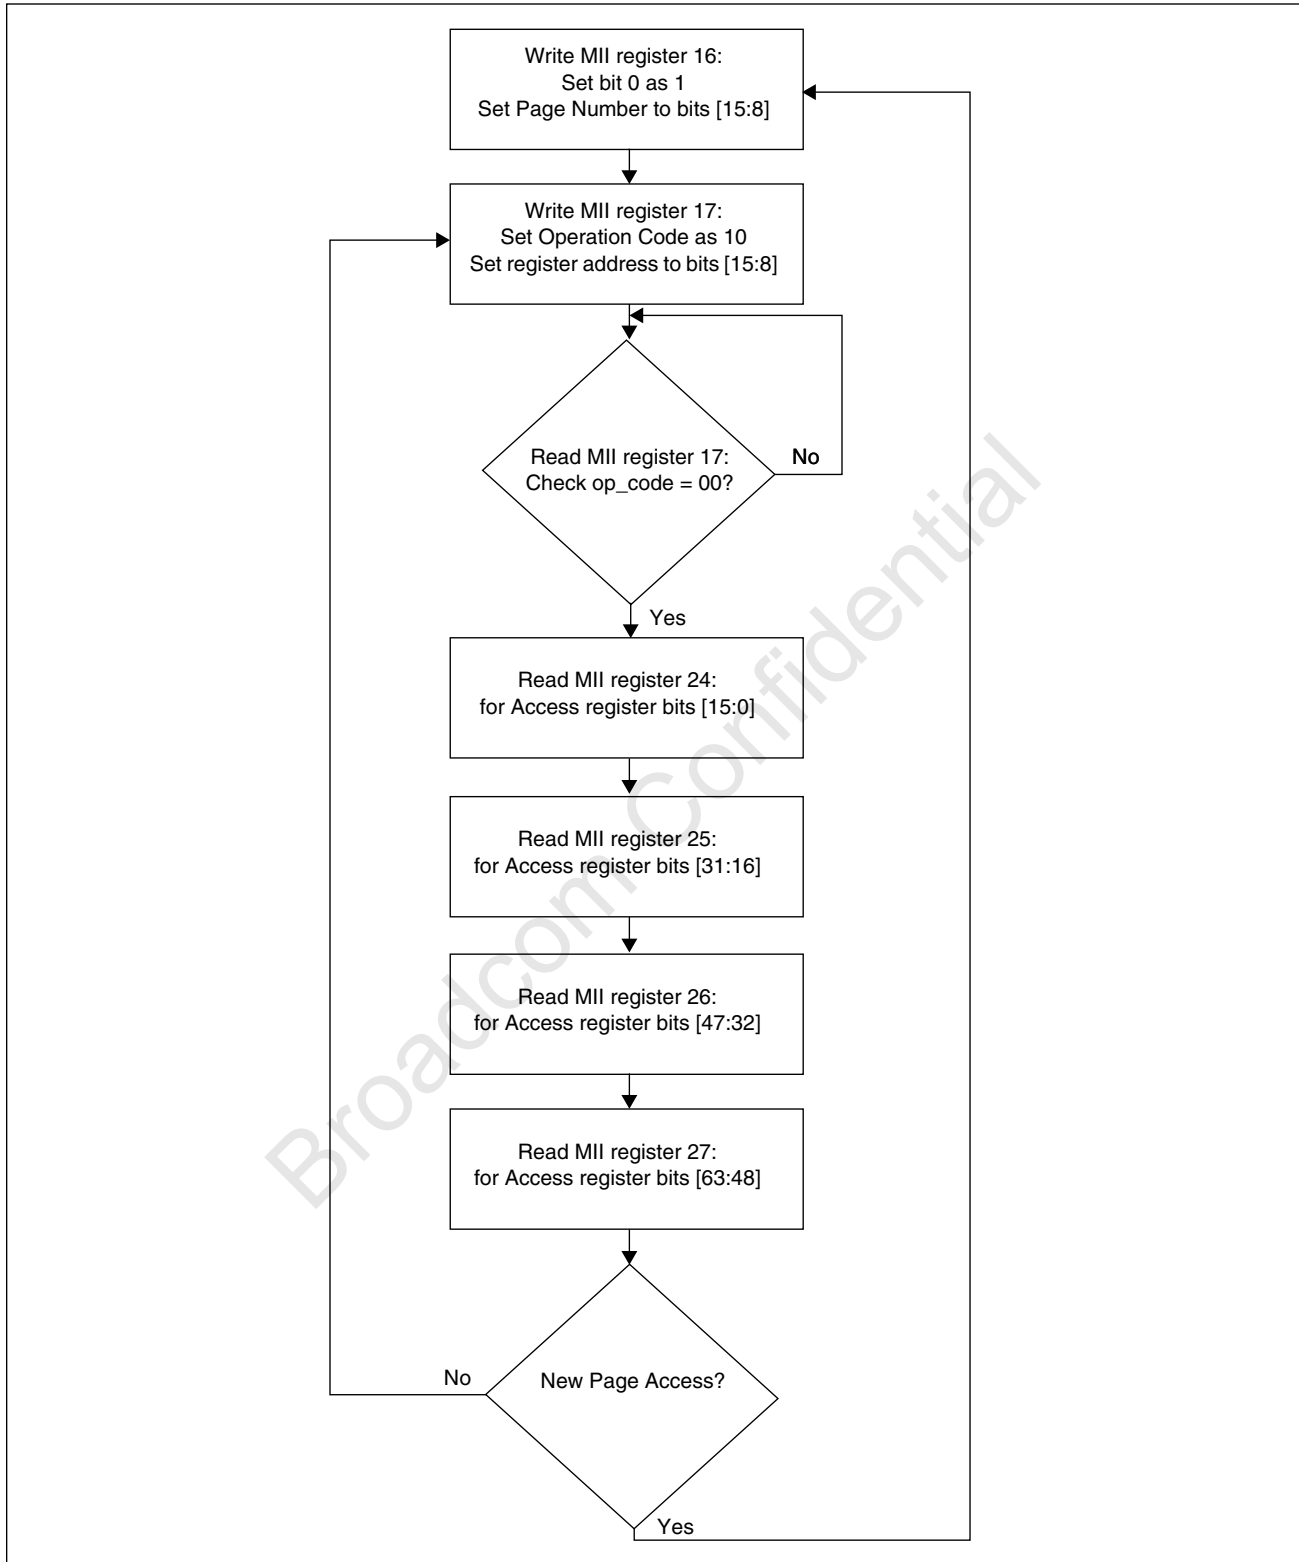 Write MII register 16:
Set bit 0 as 1
Set Page Number to bits [15:8]
Write MII register 17:
Set Operation Code as 10
Set register address to bits [15:8]
Read MII register 17:
Check op_code = 00?
No
Yes
Read MII register 24:
for Access register bits [15:0]
Read MII register 25:
for Access register bits [31:16]
Read MII register 26:
for Access register bits [47:32]
Read MII register 27:
for Access register bits [63:48]
New Page Access?
No
Yes
Broadcom Confidential